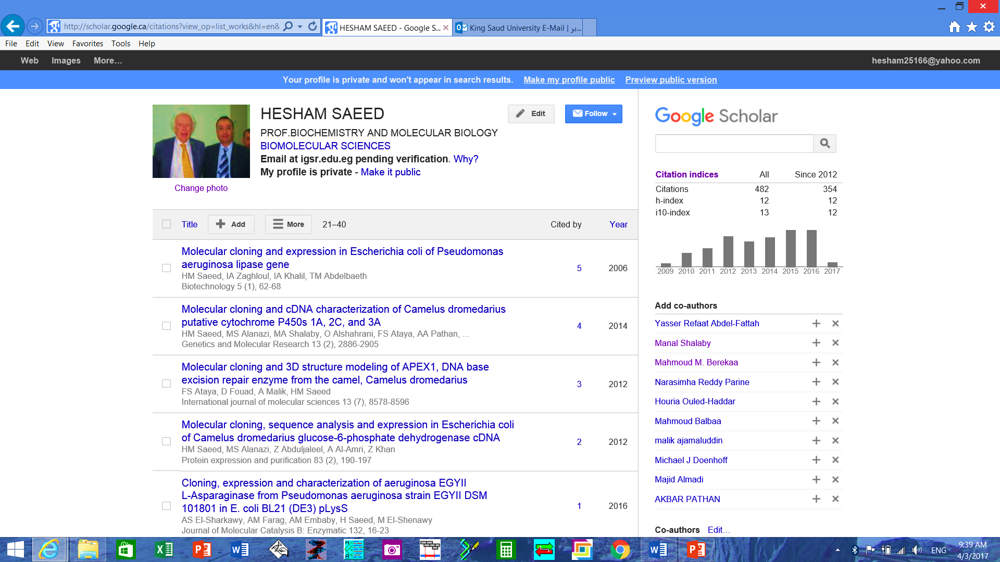 http://scholar.google.ca/citations?view_op=list_works&hl=en&
HESHAM SAEED - Google S...
King Saud University E-Mail | بر...
File Edit View Favorites Tools Help
Web Images More...
hesham25166@yahoo.com
Your profile is private and won't appear in search results. Make my profile public Preview public version
HESHAM SAEED
Edit
Follow
PROF.BIOCHEMISTRY AND MOLECULAR BIOLOGY
BIOMOLECULAR SCIENCES
Email at igsr.edu.eg pending verification. Why?
My profile is private - Make it public
Change photo
Title Add More 21–40 Cited by Year
Molecular cloning and expression in Escherichia coli of Pseudomonas
aeruginosa lipase gene
HM Saeed, IA Zaghloul, IA Khalil, TM Abdelbaeth
Biotechnology 5 (1), 62-68
5 2006
Molecular cloning and cDNA characterization of Camelus dromedarius
putative cytochrome P450s 1A, 2C, and 3A
HM Saeed, MS Alanazi, MA Shalaby, O Alshahrani, FS Ataya, AA Pathan, ...
Genetics and Molecular Research 13 (2), 2886-2905
4 2014
Molecular cloning and 3D structure modeling of APEX1, DNA base
excision repair enzyme from the camel, Camelus dromedarius
FS Ataya, D Fouad, A Malik, HM Saeed
International journal of molecular sciences 13 (7), 8578-8596
3 2012
Molecular cloning, sequence analysis and expression in Escherichia coli
of Camelus dromedarius glucose-6-phosphate dehydrogenase cDNA
HM Saeed, MS Alanazi, Z Abduljaleel, A Al-Amri, Z Khan
Protein expression and purification 83 (2), 190-197
2 2012
Cloning, expression and characterization of aeruginosa EGYII
L-Asparaginase from Pseudomonas aeruginosa strain EGYII DSM
101801 in E. coli BL21 (DE3) pLysS
AS El-Sharkawy, AM Farag, AM Embaby, H Saeed, M El-Shenawy
Journal of Molecular Catalysis B: Enzymatic 132, 16-23
1 2016
Google Scholar
Citation indices All Since 2012
Citations 482 354
h-index 12 12
i10-index 13 12
2009 2010 2011 2012 2013 2014 2015 2016 2017
Add co-authors
Yasser Refaat Abdel-Fattah
Manal Shalaby
Mahmoud M. Berekaa
Narasimha Reddy Parine
Houria Ouled-Haddar
Mahmoud Balbaa
malik ajamaluddin
Michael J Doenhoff
Majid Almadi
AKBAR PATHAN
Co-authors Edit...
ENG
9:39 AM
4/3/2017